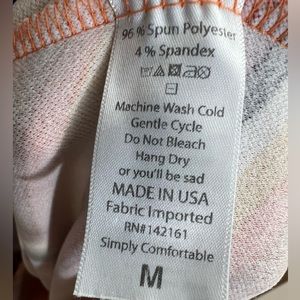 96% Spun Polyester
4% Spandex
Machine Wash Cold
Gentle Cycle
Do Not Bleach
Hang Dry
or you'll be sad
MADE IN USA
Fabric Imported
RN#142161
Simply Comfortable
M